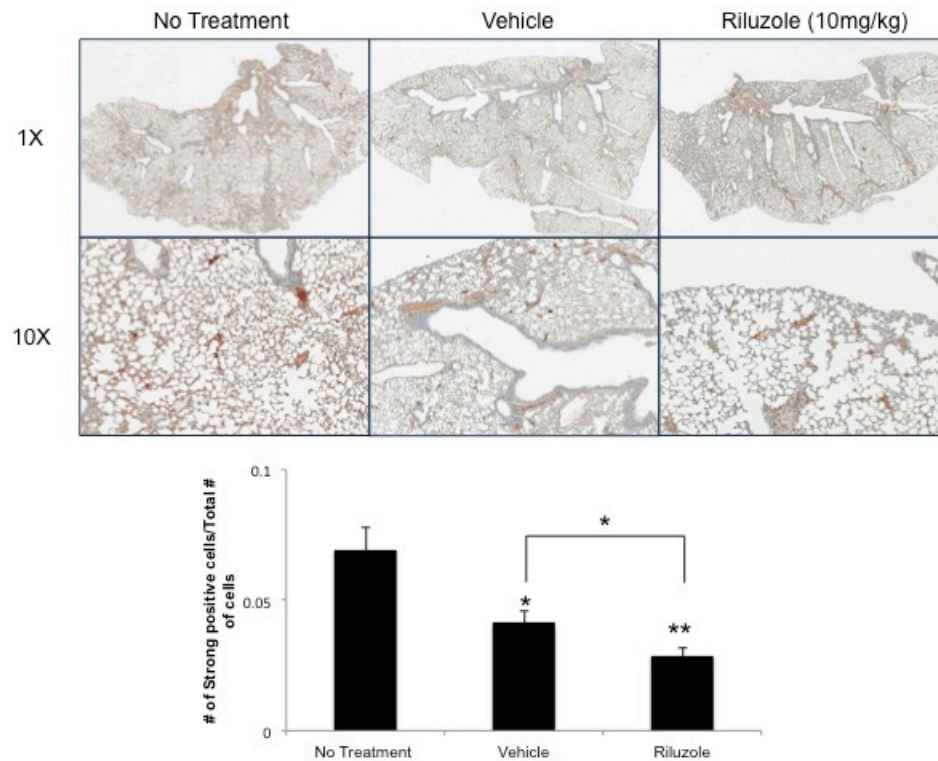 No Treatment Vehicle Riluzole (10mg/kg)
1X
10X
# of Strong positive cells/Total #
of cells
0.1
0.05
0
*
*
**
No Treatment Vehicle Riluzole